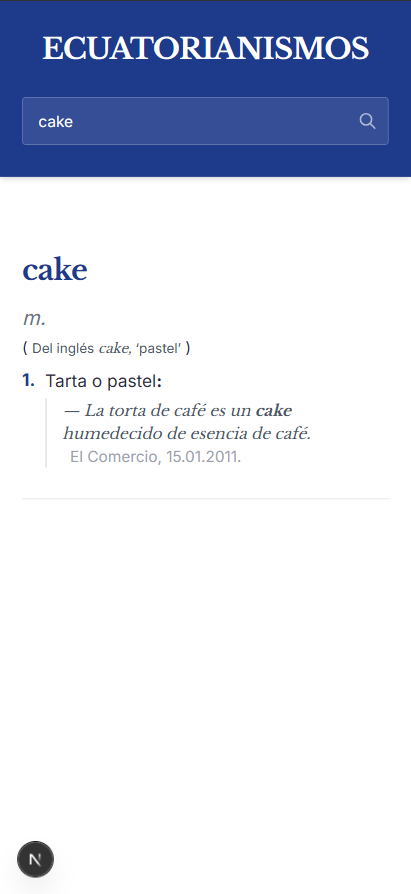 ECUATORIANISMOS
cake
cake
m.
( Del inglés cake, ‘pastel’ )
1. Tarta o pastel:
— La torta de café es un cake
humedecido de esencia de café.
El Comercio, 15.01.2011.
N